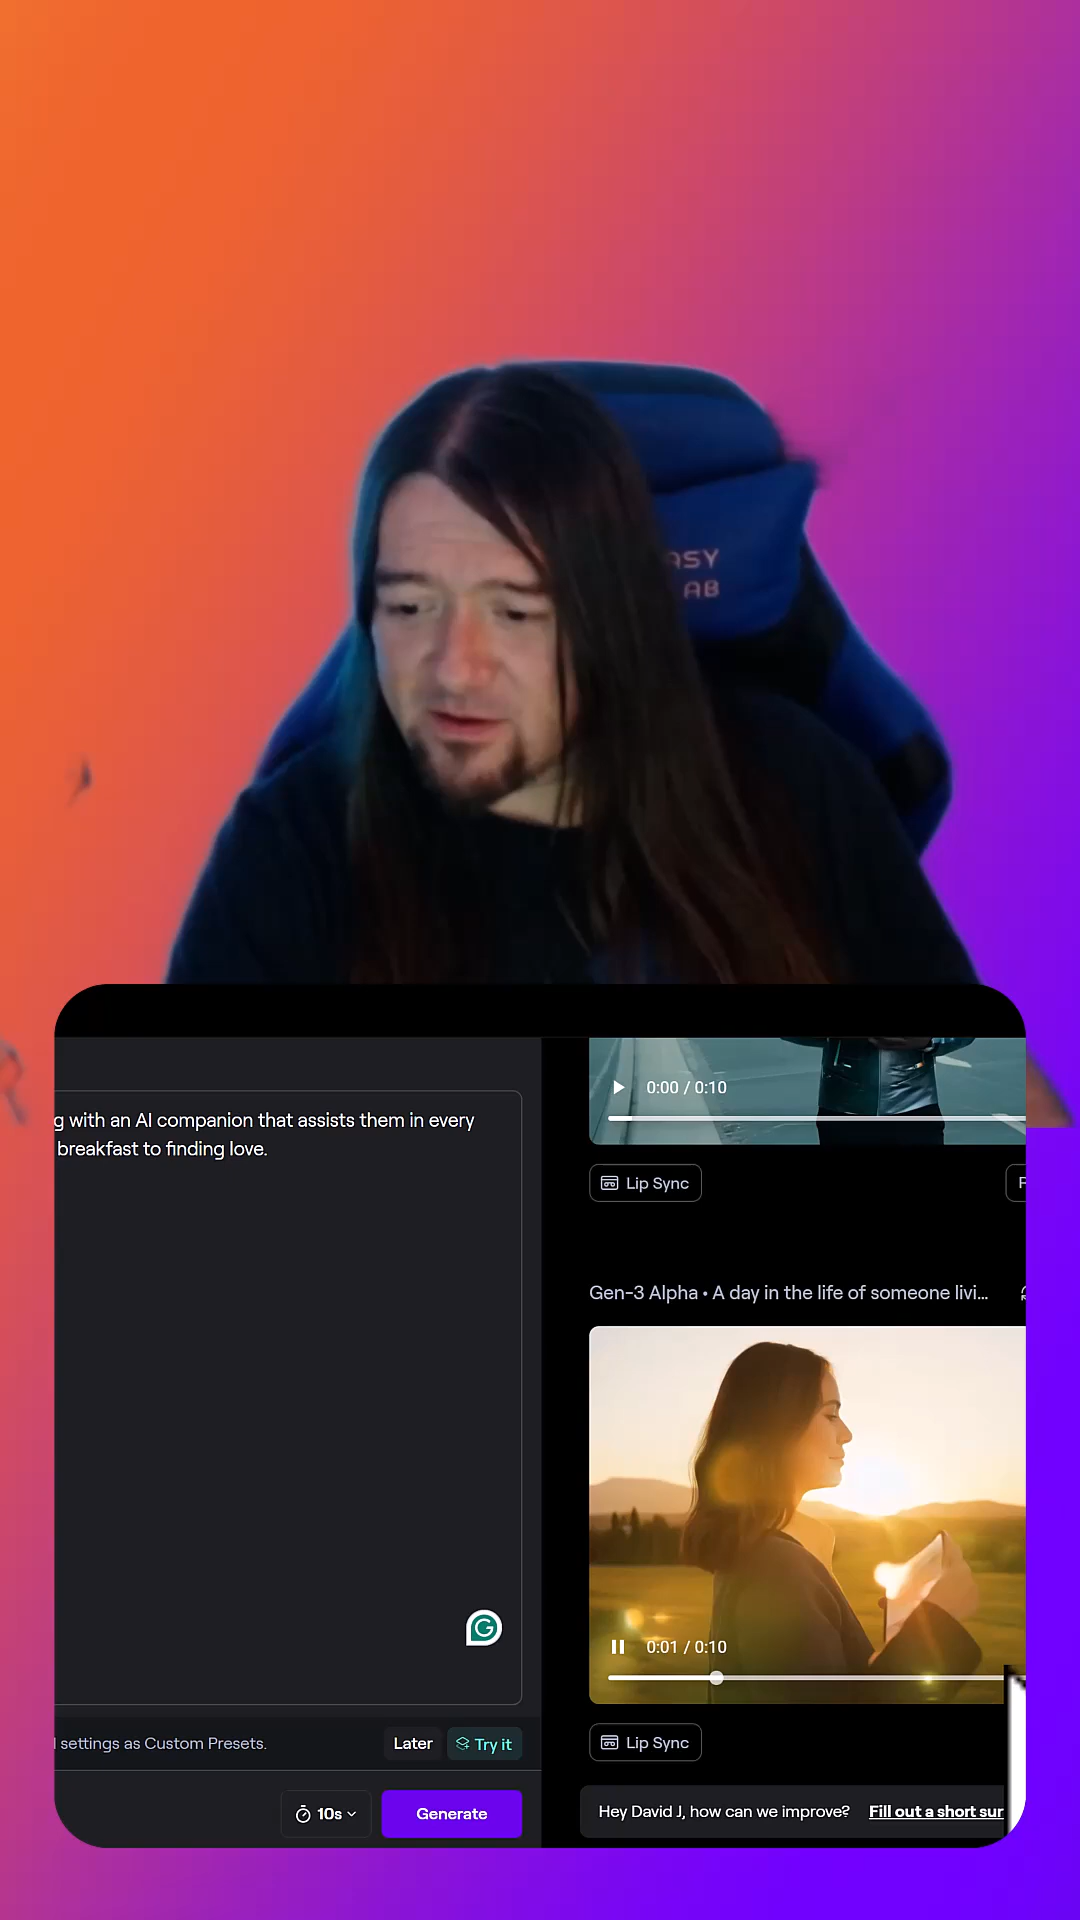 ASY
AB
g with an AI companion that assists them in every
breakfast to finding love.
settings as Custom Presets.
Later
Try it
10s
Generate
0:00 / 0:10
Lip Sync
Gen-3 Alpha • A day in the life of someone livi...
0:01 / 0:10
Lip Sync
Hey David J, how can we improve?
Fill out a short sur